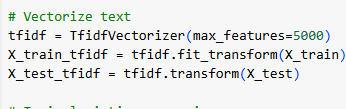 # Vectorize text
tfidf = TfidfVectorizer(max_features=5000)
X_train_tfidf = tfidf.fit_transform(X_train)
X_test_tfidf = tfidf.transform(X_test)